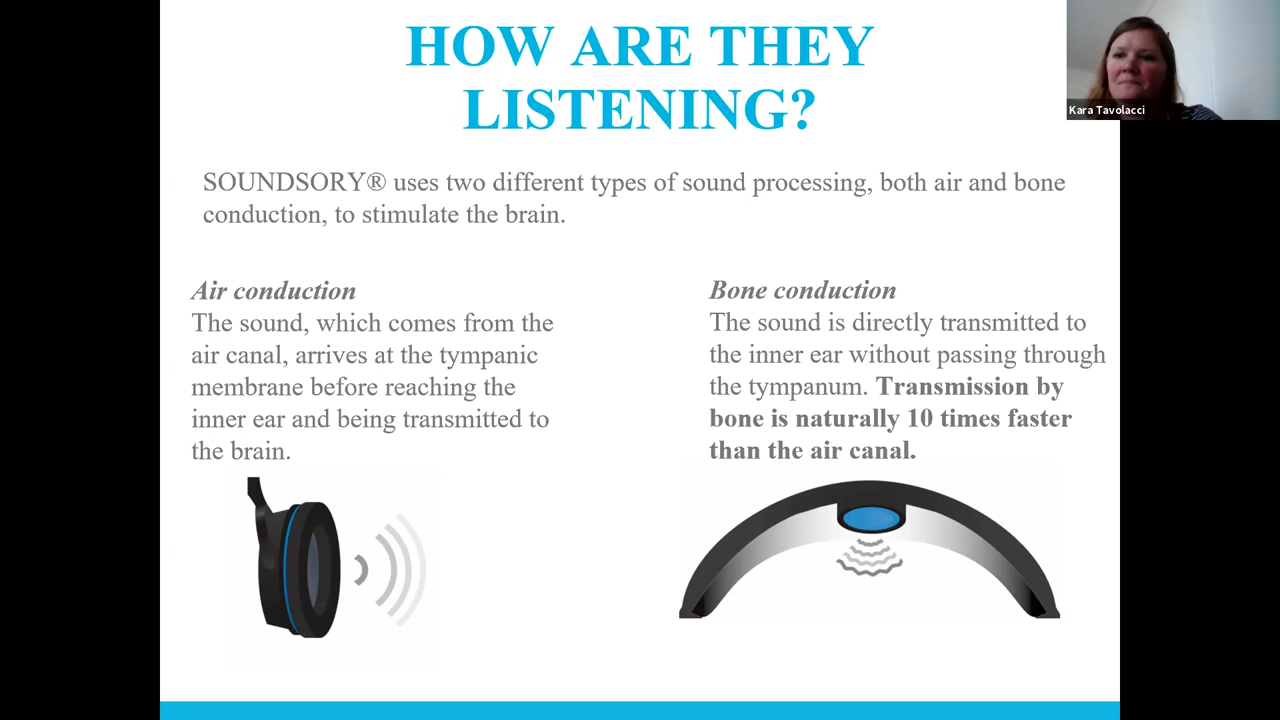 HOW ARE THEY
LISTENING?
Kara Tavolacci
SOUNDSORY® uses two different types of sound processing, both air and bone
conduction, to stimulate the brain.
Air conduction
The sound, which comes from the
air canal, arrives at the tympanic
membrane before reaching the
inner ear and being transmitted to
the brain.
Bone conduction
The sound is directly transmitted to
the inner ear without passing through
the tympanum. Transmission by
bone is naturally 10 times faster
than the air canal.